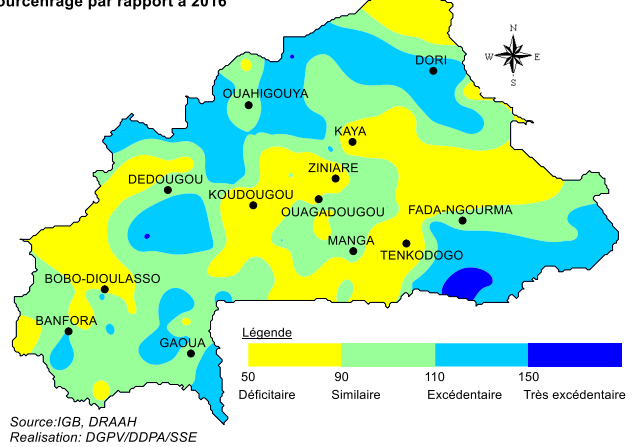 par rapport à 2016
N
W E
S
DORI
OUAHIGOUYA
KAYA
ZINIARE
DEDOUGOU
KOUDOUGOU
OUAGADOUGOU
FADA-NGOURMA
MANGA
TENKODOGO
BOBO-DIOULASSO
BANFORA
GAOUA
Légende
50 90 110 150
Déficitaire Similaire Excédentaire Très excédentaire
Source:IGB, DRAAH
Realisation: DGPV/DDPA/SSE